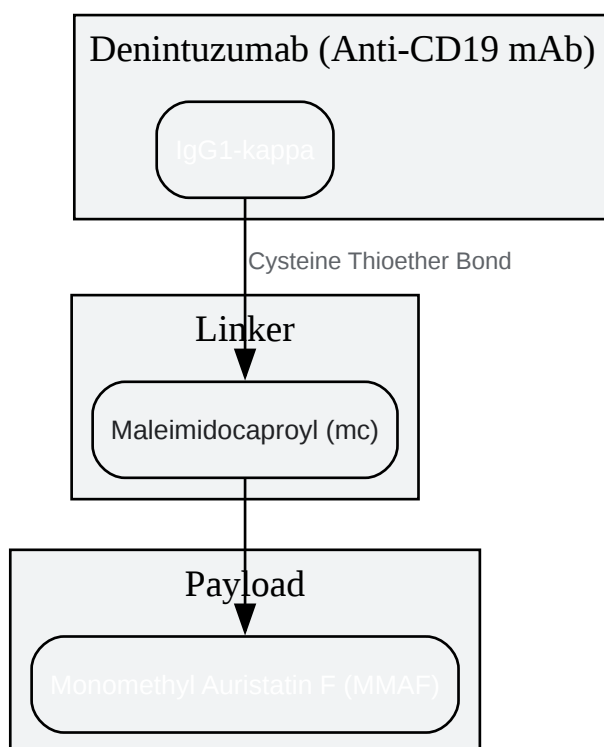 Denintuzumab (Anti-CD19 mAb)
IgG1-kappa
Cysteine Thioether Bond
Linker
Maleimidocaproyl (mc)
Payload
Monomethyl Auristatin F (MMAF)